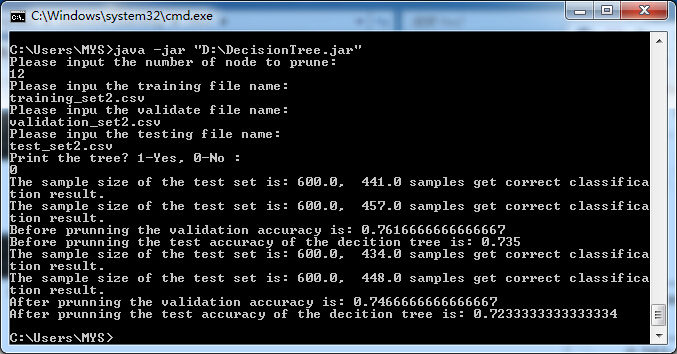 C:\Windows\system32\cmd.exe
C:\Users\MYS>java -jar "D:\DecisionTree.jar"
Please input the number of node to prune:
12
Please inpu the training file name:
training_set2.csv
Please inpu the validate file name:
validation_set2.csv
Please inpu the testing file name:
test_set2.csv
Print the tree? 1-Yes, 0-No :
0
The sample size of the test set is: 600.0,  441.0 samples get correct classifica
tion result.
The sample size of the test set is: 600.0,  457.0 samples get correct classifica
tion result.
Before prunning the validation accuracy is: 0.7616666666666667
Before prunning the test accuracy of the decition tree is: 0.735
The sample size of the test set is: 600.0,  434.0 samples get correct classifica
tion result.
The sample size of the test set is: 600.0,  448.0 samples get correct classifica
tion result.
After prunning the validation accuracy is: 0.7466666666666667
After prunning the test accuracy of the decition tree is: 0.7233333333333334
C:\Users\MYS>